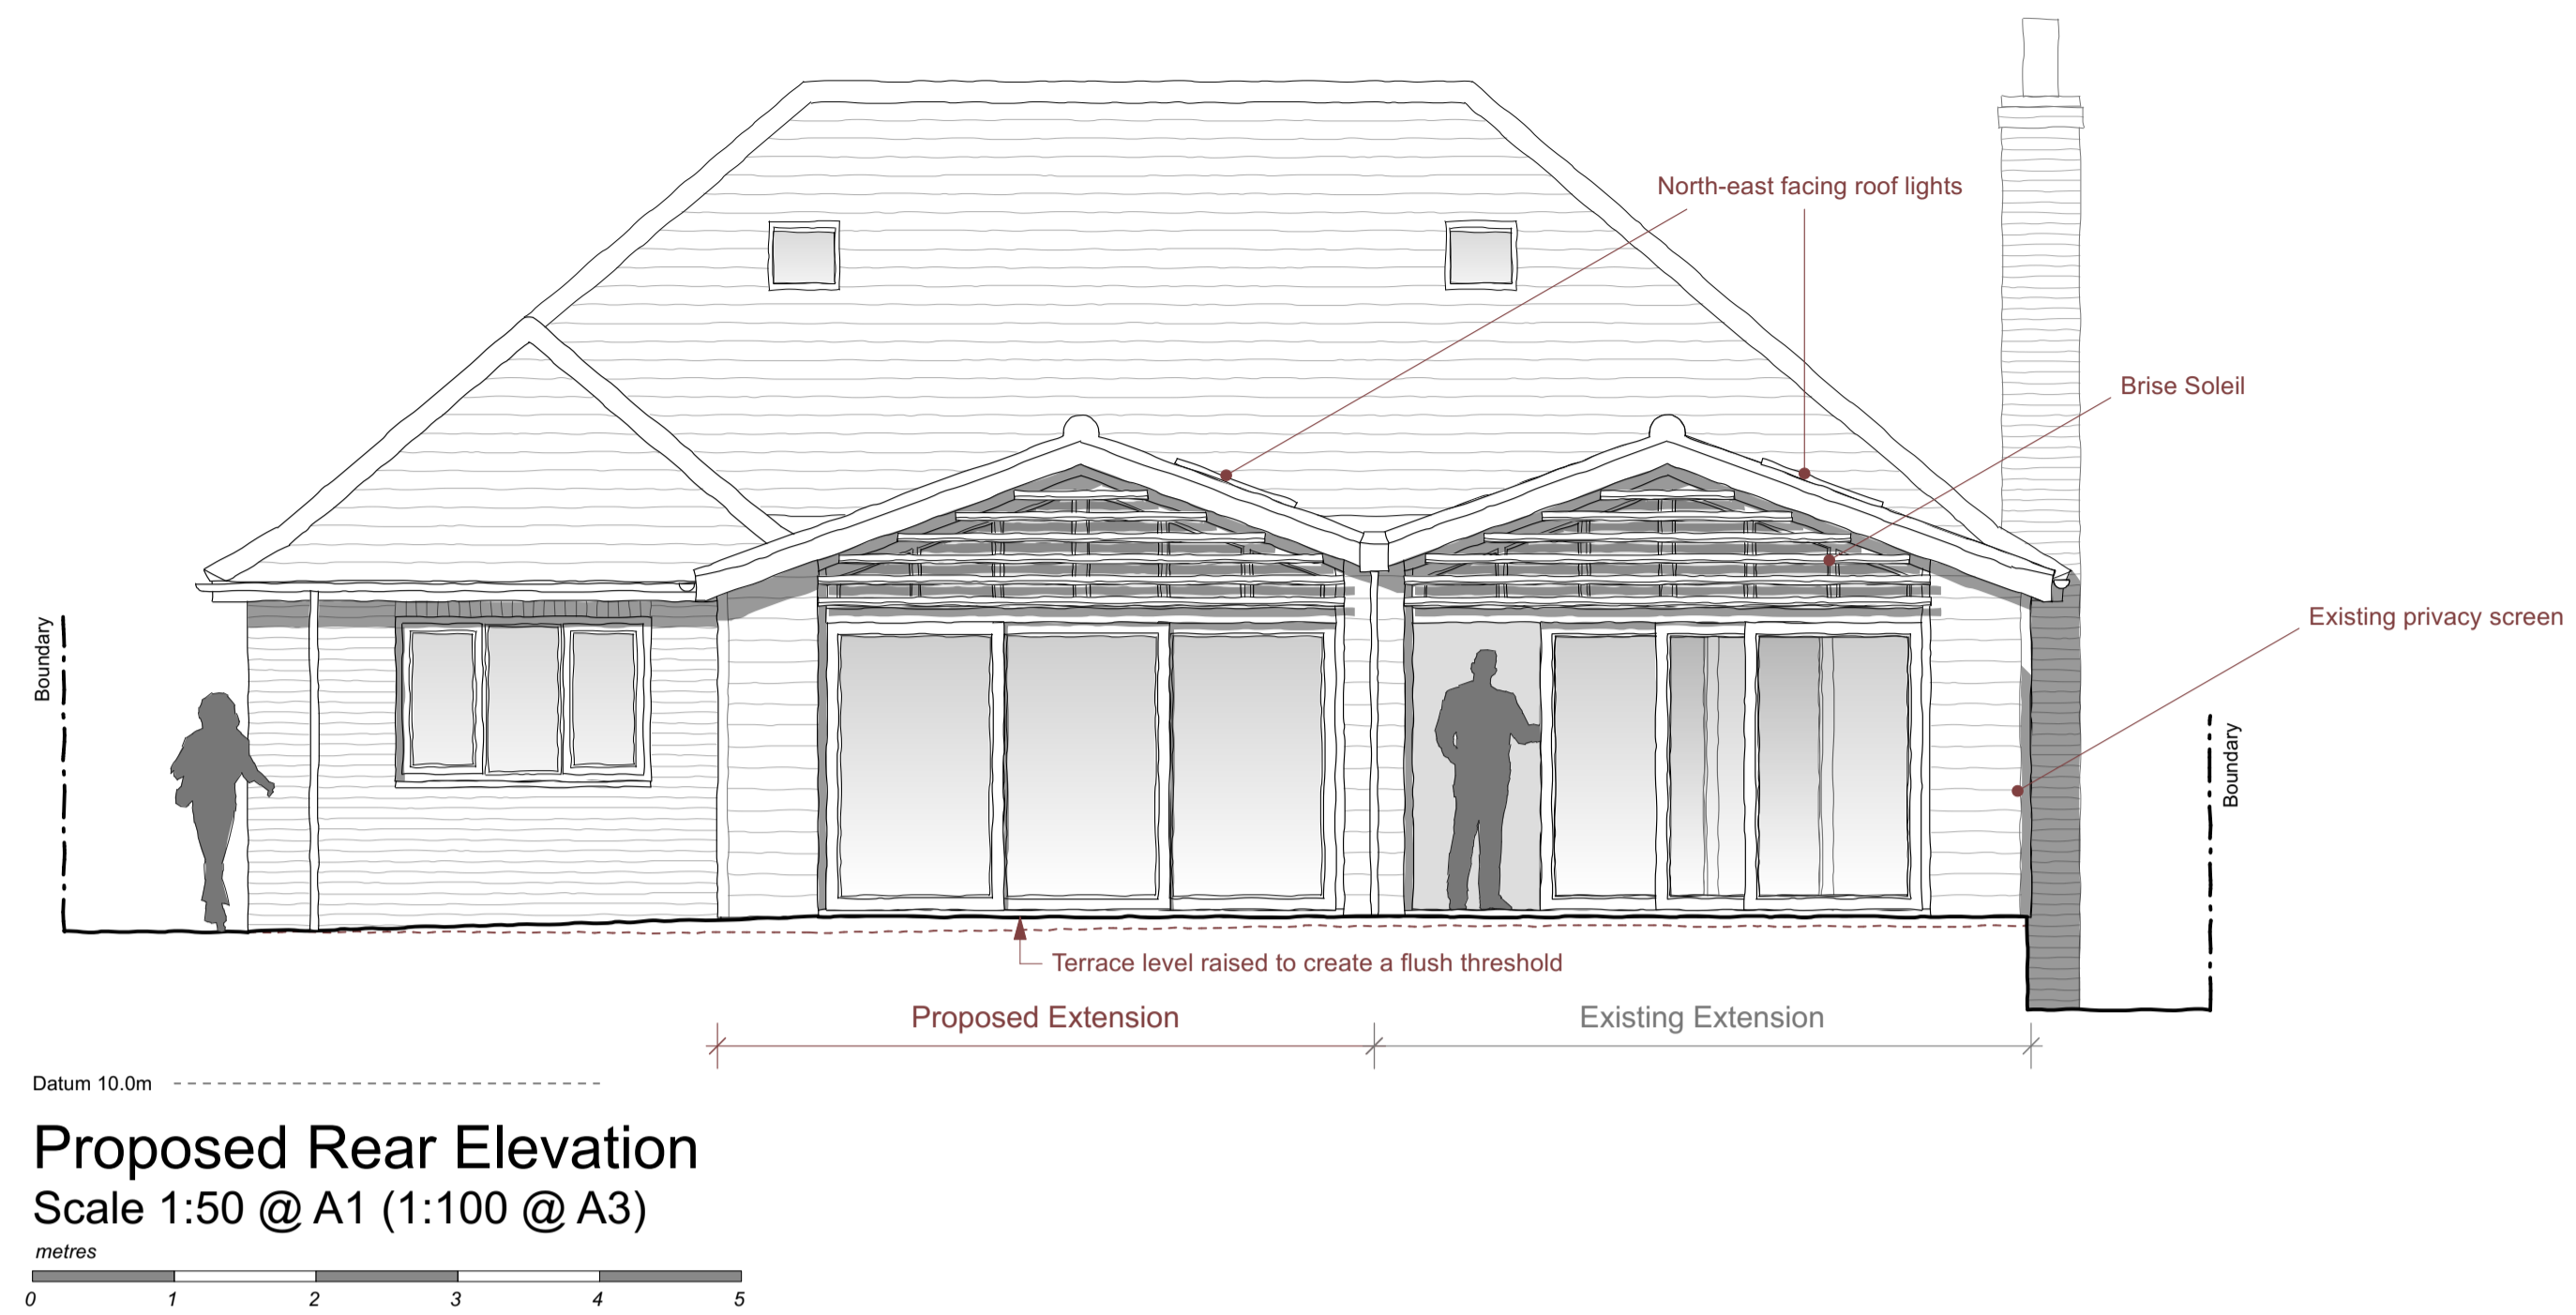 North-east facing roof lights
Brise Soleil
Existing privacy screen
Boundary
Boundary
Terrace level raised to create a flush threshold
Proposed Extension
Existing Extension
Datum 10.0m
Proposed Rear Elevation
Scale 1:50 @ A1 (1:100 @ A3)
metres
0 1 2 3 4 5